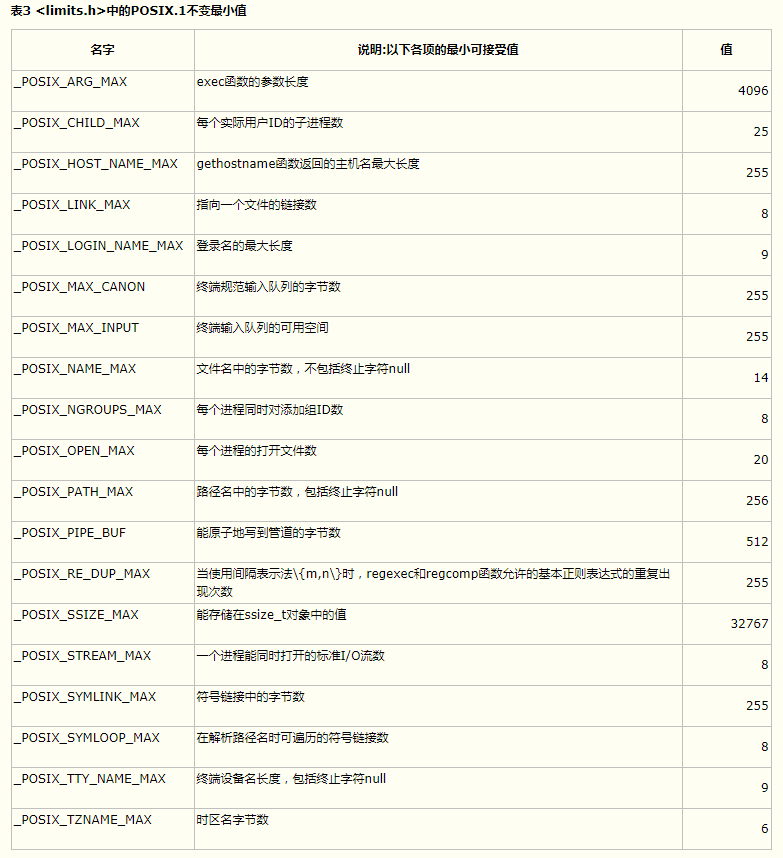 表3 <limits.h>中的POSIX.1不变最小值
名字 说明:以下各项的最小可接受值 值
_POSIX_ARG_MAX exec函数的参数长度 4096
_POSIX_CHILD_MAX 每个实际用户ID的子进程数 25
_POSIX_HOST_NAME_MAX gethostname函数返回的主机名最大长度 255
_POSIX_LINK_MAX 指向一个文件的链接数 8
_POSIX_LOGIN_NAME_MAX 登录名的最大长度 9
_POSIX_MAX_CANON 终端规范输入队列的字节数 255
_POSIX_MAX_INPUT 终端输入队列的可用空间 255
_POSIX_NAME_MAX 文件名中的字节数，不包括终止字符null 14
_POSIX_NGROUPS_MAX 每个进程同时对添加组ID数 8
_POSIX_OPEN_MAX 每个进程的打开文件数 20
_POSIX_PATH_MAX 路径名中的字节数，包括终止字符null 256
_POSIX_PIPE_BUF 能原子地写到管道的字节数 512
_POSIX_RE_DUP_MAX 当使用间隔表示法\{m,n\}时，regexec和regcomp函数允许的基本正则表达式的重复出 255
现次数
_POSIX_SSIZE_MAX 能存储在ssize_t对象中的值 32767
_POSIX_STREAM_MAX 一个进程能同时打开的标准I/O流数 8
_POSIX_SYMLINK_MAX 符号链接中的字节数 255
_POSIX_SYMLOOP_MAX 在解析路径名时可遍历的符号链接数 8
_POSIX_TTY_NAME_MAX 终端设备名长度，包括终止字符null 9
_POSIX_TZNAME_MAX 时区名字节数 6